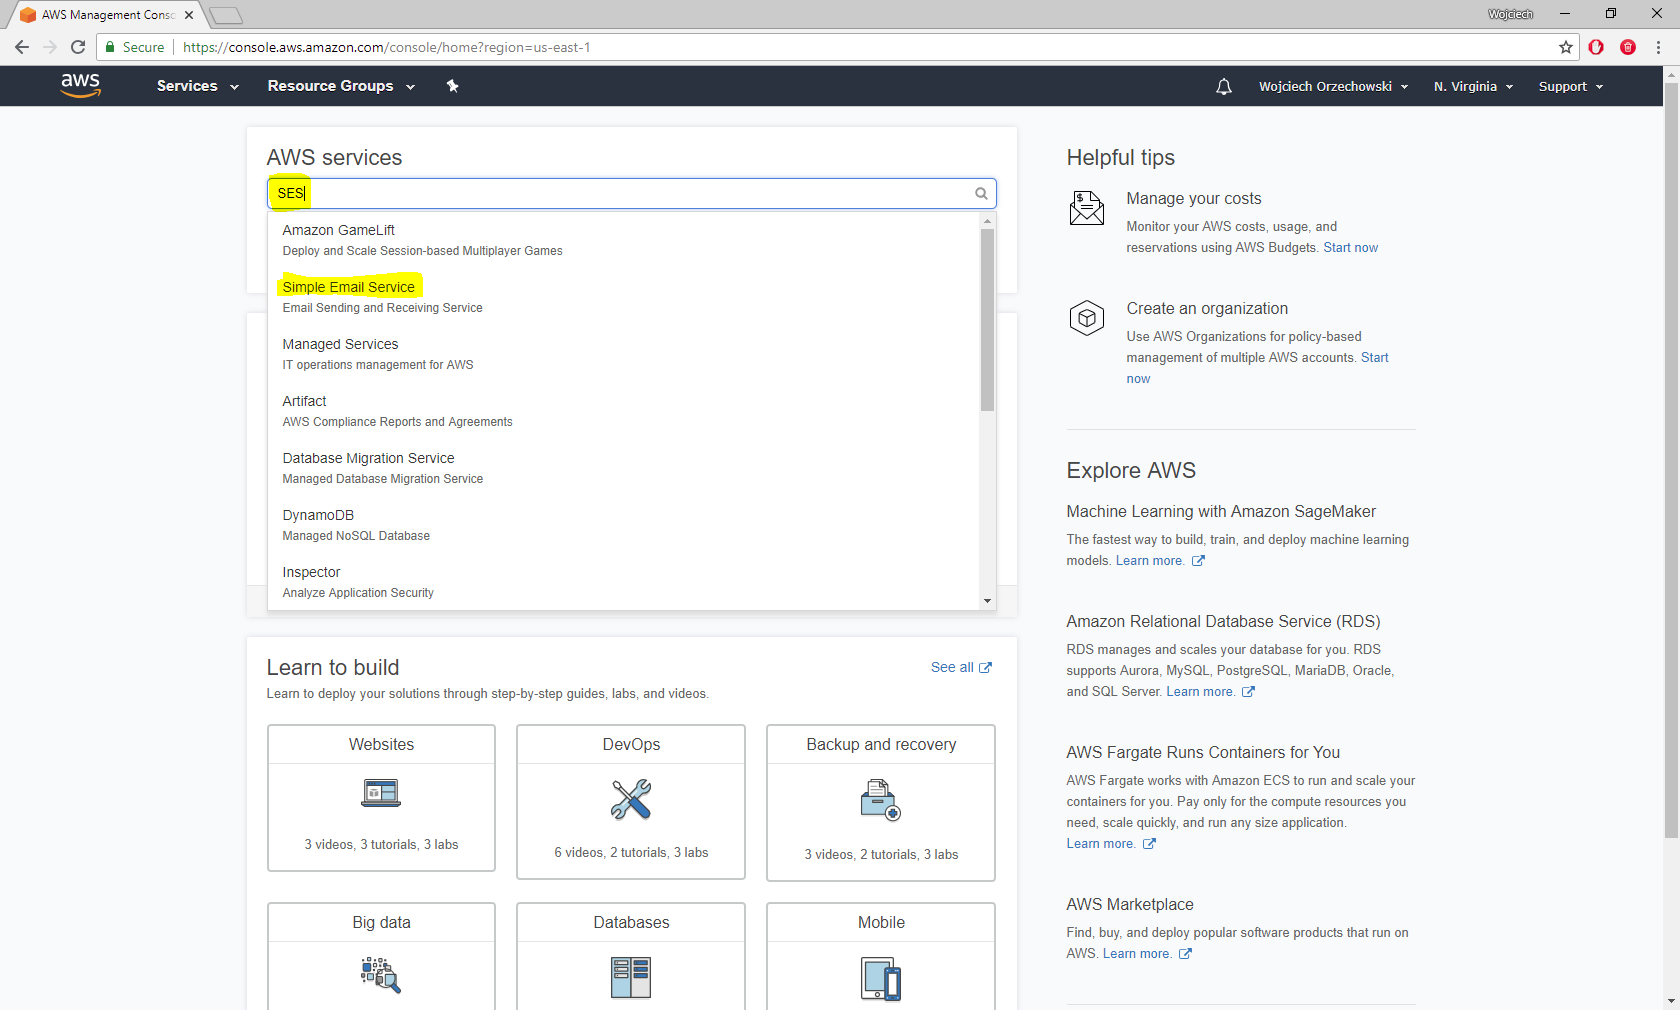 AWS Management Conso
Wojciech
Secure
https://console.aws.amazon.com/console/home?region=us-east-1
aws
Services
Resource Groups
Wojciech Orzechowski
N. Virginia
Support
AWS services
SES
Amazon GameLift
Deploy and Scale Session-based Multiplayer Games
Simple Email Service
Email Sending and Receiving Service
Managed Services
IT operations management for AWS
Artifact
AWS Compliance Reports and Agreements
Database Migration Service
Managed Database Migration Service
DynamoDB
Managed NoSQL Database
Inspector
Analyze Application Security
Learn to build
See all
Learn to deploy your solutions through step-by-step guides, labs, and videos.
Websites
3 videos, 3 tutorials, 3 labs
DevOps
6 videos, 2 tutorials, 3 labs
Backup and recovery
3 videos, 2 tutorials, 3 labs
Big data
Databases
Mobile
Helpful tips
Manage your costs
Monitor your AWS costs, usage, and
reservations using AWS Budgets. Start now
Create an organization
Use AWS Organizations for policy-based
management of multiple AWS accounts. Start
now
Explore AWS
Machine Learning with Amazon SageMaker
The fastest way to build, train, and deploy machine learning
models. Learn more.
Amazon Relational Database Service (RDS)
RDS manages and scales your database for you. RDS
supports Aurora, MySQL, PostgreSQL, MariaDB, Oracle,
and SQL Server. Learn more.
AWS Fargate Runs Containers for You
AWS Fargate works with Amazon ECS to run and scale your
containers for you. Pay only for the compute resources you
need, scale quickly, and run any size application.
Learn more.
AWS Marketplace
Find, buy, and deploy popular software products that run on
AWS. Learn more.